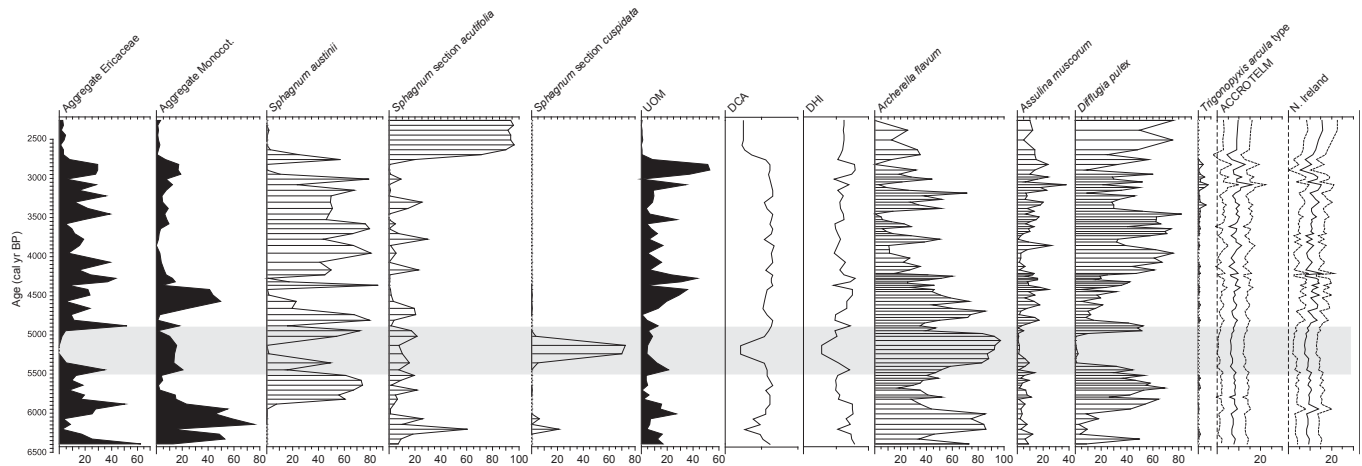 Aggregate Ericaceae
Aggregate Monocot.
Sphagnum austinii
Sphagnum section acutifolia
Sphagnum section cuspidata
UOM
DCA
DHI
Archerella flavum
Assulina muscorum
Difflugia pulex
Trigonopyxis arcula type
ACCROTELM
N. Ireland
Age (cal yr BP)
2500
3000
3500
4000
4500
5000
5500
6000
6500
20 40 60
20 40 60 80
20 40 60 80
20 40 60 80 100
20 40 60 80
20 40 60
20 40 60 80 100
20 40
20 40 60 80
20
20